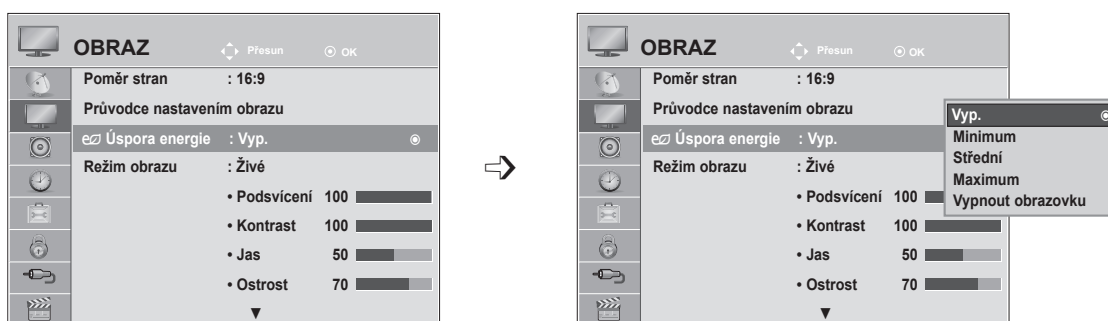 OBRAZ Přesun OK
Poměr stran : 16:9
Průvodce nastavením obrazu
Úspora energie : Vyp.
Režim obrazu : Živé
• Podsvícení 100
• Kontrast 100
• Jas 50
• Ostrost 70
OBRAZ Přesun OK
Poměr stran : 16:9
Průvodce nastavením obrazu
Úspora energie : Vyp.
Režim obrazu : Živé
• Podsvícení 100
• Kontrast 100
• Jas 50
• Ostrost 70
Vyp.
Minimum
Střední
Maximum
Vypnout obrazovku